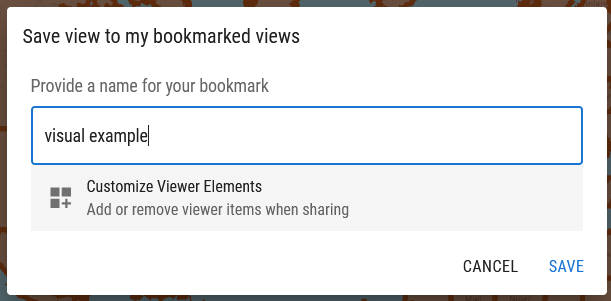 Save view to my bookmarked views
Provide a name for your bookmark
visual example
Customize Viewer Elements
Add or remove viewer items when sharing
CANCEL SAVE